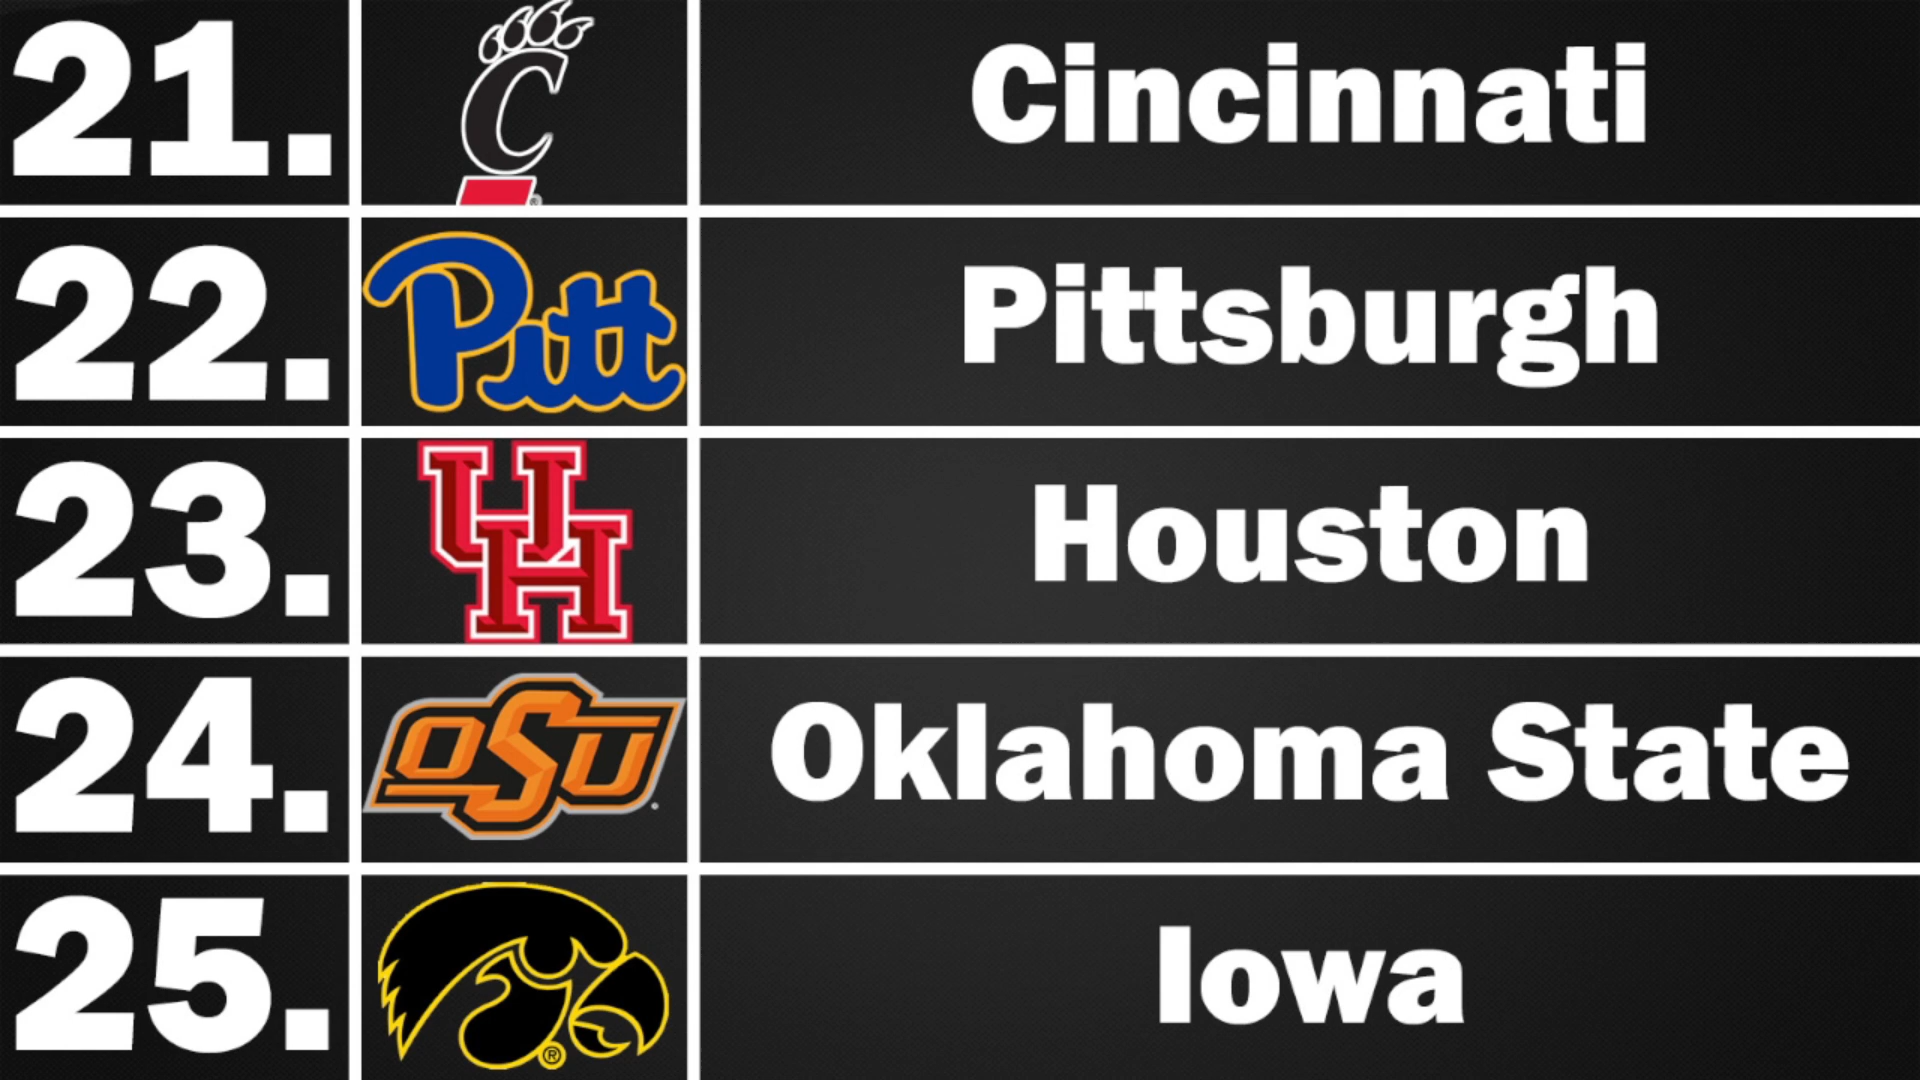 21. C Cincinnati
®
22. Pitt Pittsburgh
23. UH Houston
24. OSU Oklahoma State
25. Iowa
®